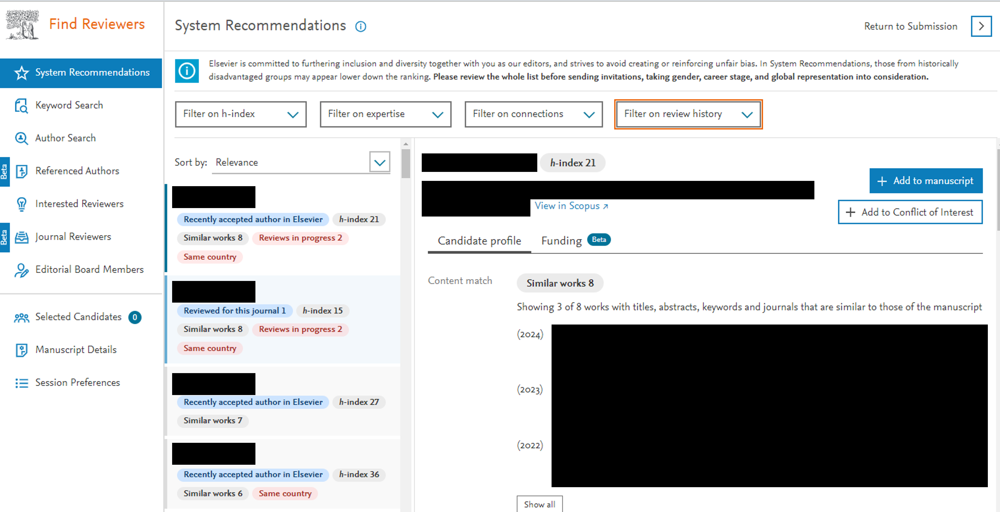 Find Reviewers
System Recommendations
Keyword Search
Author Search
Beta
Referenced Authors
Interested Reviewers
Beta
Journal Reviewers
Editorial Board Members
Selected Candidates 0
Manuscript Details
Session Preferences
System Recommendations
Return to Submission
Elsevier is committed to furthering inclusion and diversity together with you as our editors, and strives to avoid creating or reinforcing unfair bias. In System Recommendations, those from historically
disadvantaged groups may appear lower down the ranking. Please review the whole list before sending invitations, taking gender, career stage, and global representation into consideration.
Filter on h-index
Filter on expertise
Filter on connections
Filter on review history
Sort by: Relevance
Recently accepted author in Elsevier h-index 21
Similar works 8 Reviews in progress 2
Same country
Reviewed for this journal 1 h-index 15
Similar works 8 Reviews in progress 2
Same country
Recently accepted author in Elsevier h-index 27
Similar works 7
Recently accepted author in Elsevier h-index 36
Similar works 6 Same country
h-index 21
View in Scopus ↗
+ Add to manuscript
+ Add to Conflict of Interest
Candidate profile
Funding Beta
Content match
Similar works 8
Showing 3 of 8 works with titles, abstracts, keywords and journals that are similar to those of the manuscript
(2024)
(2023)
(2022)
Show all